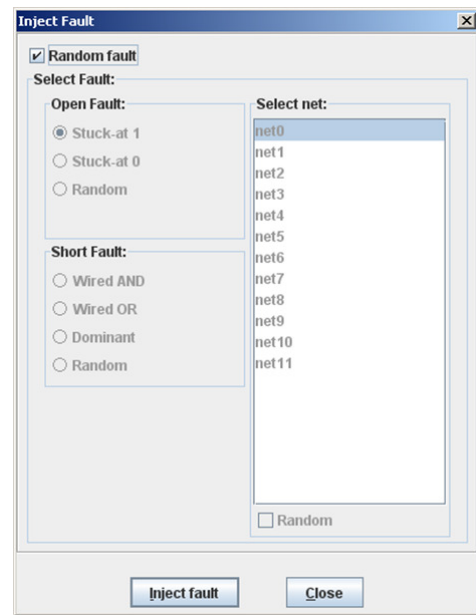 Inject Fault
Random fault
Select Fault:
Open Fault:
Stuck-at 1
Stuck-at 0
Random
Short Fault:
Wired AND
Wired OR
Dominant
Random
Select net:
net0
net1
net2
net3
net4
net5
net6
net7
net8
net9
net10
net11
Random
Inject fault
Close